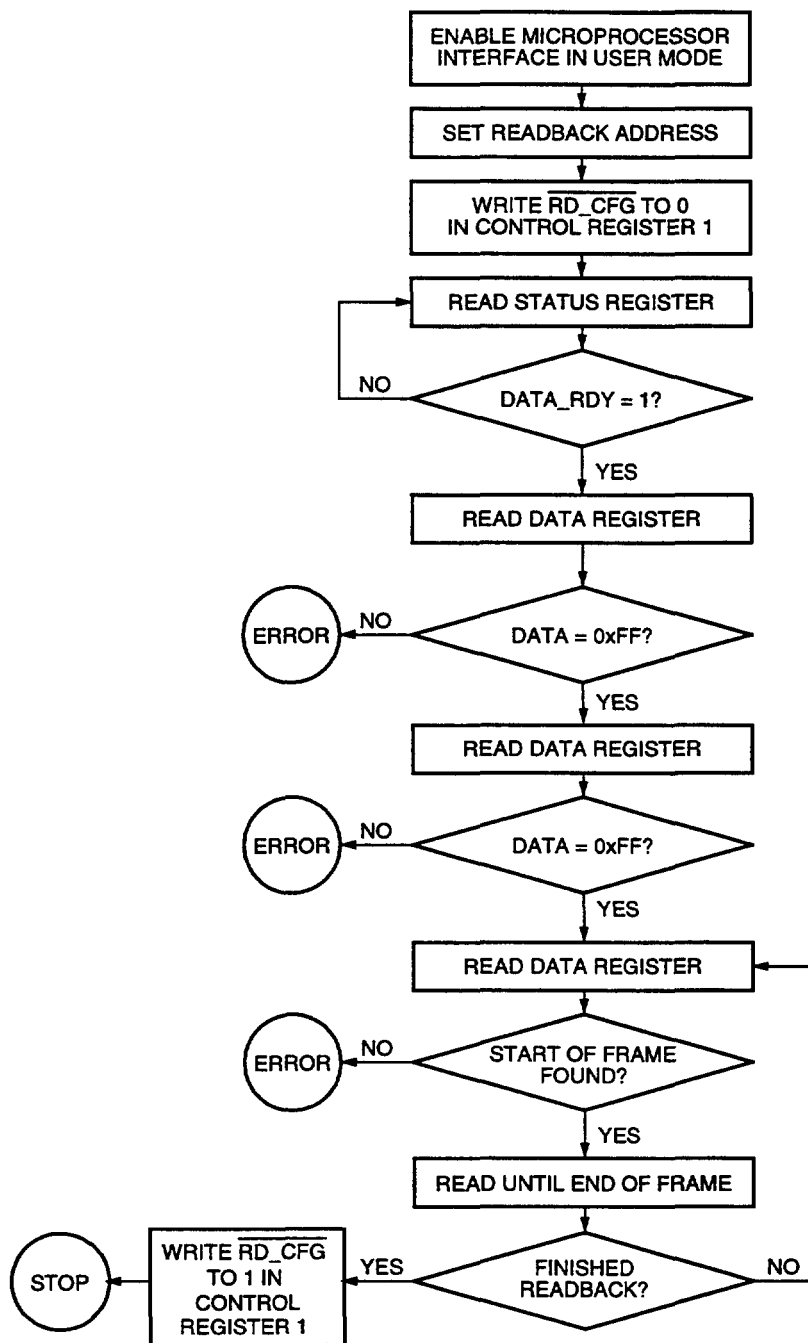 ENABLE MICROPROCESSOR
INTERFACE IN USER MODE
SET READBACK ADDRESS
WRITE RD_CFG TO 0
IN CONTROL REGISTER 1
READ STATUS REGISTER
NO
DATA_RDY = 1?
YES
READ DATA REGISTER
ERROR
NO
DATA = 0xFF?
YES
READ DATA REGISTER
ERROR
NO
DATA = 0xFF?
YES
READ DATA REGISTER
ERROR
NO
START OF FRAME
FOUND?
YES
READ UNTIL END OF FRAME
STOP
WRITE RD_CFG
TO 1 IN
CONTROL
REGISTER 1
YES
FINISHED
READBACK?
NO